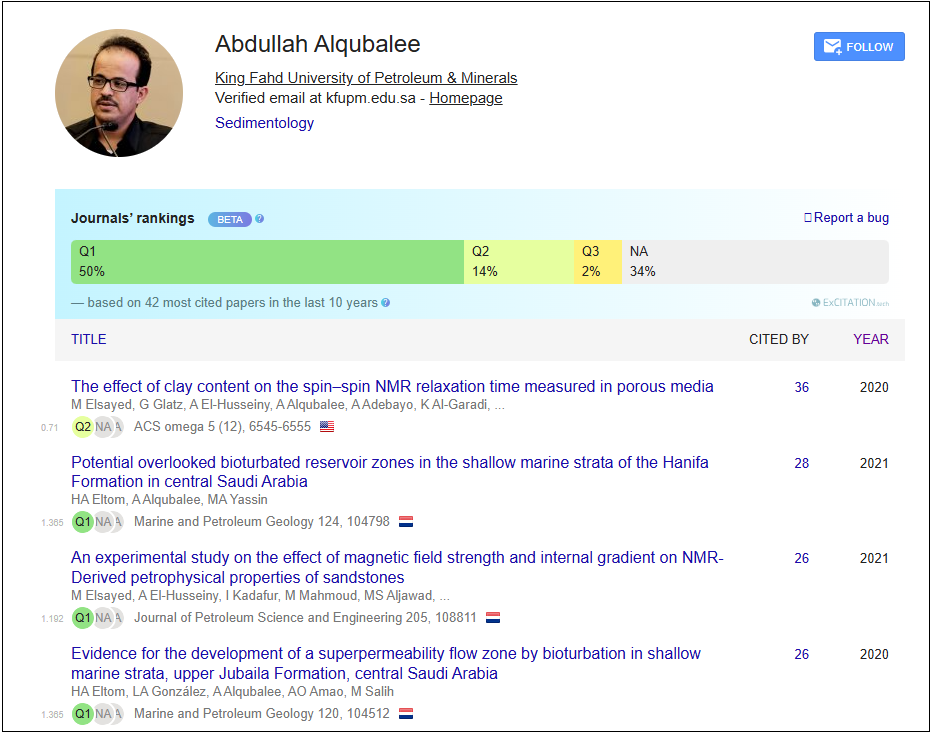 Abdullah Alqubalee
FOLLOW
King Fahd University of Petroleum & Minerals
Verified email at kfupm.edu.sa - Homepage
Sedimentology
Journals’ rankings BETA ?
Report a bug
Q1 Q2 Q3 NA
50% 14% 2% 34%
— based on 42 most cited papers in the last 10 years ?
ExCITATION.tech
TITLE CITED BY YEAR
The effect of clay content on the spin–spin NMR relaxation time measured in porous media 36 2020
M Elsayed, G Glatz, A El-Husseiny, A Alqubalee, A Adebayo, K Al-Garadi, ...
0.71 Q2 NA A ACS omega 5 (12), 6545-6555
Potential overlooked bioturbated reservoir zones in the shallow marine strata of the Hanifa 28 2021
Formation in central Saudi Arabia
HA Eltom, A Alqubalee, MA Yassin
1.365 Q1 NA A Marine and Petroleum Geology 124, 104798
An experimental study on the effect of magnetic field strength and internal gradient on NMR- 26 2021
Derived petrophysical properties of sandstones
M Elsayed, A El-Husseiny, I Kadafur, M Mahmoud, MS Aljawad, ...
1.192 Q1 NA A Journal of Petroleum Science and Engineering 205, 108811
Evidence for the development of a superpermeability flow zone by bioturbation in shallow 26 2020
marine strata, upper Jubaila Formation, central Saudi Arabia
HA Eltom, LA González, A Alqubalee, AO Amao, M Salih
1.365 Q1 NA A Marine and Petroleum Geology 120, 104512